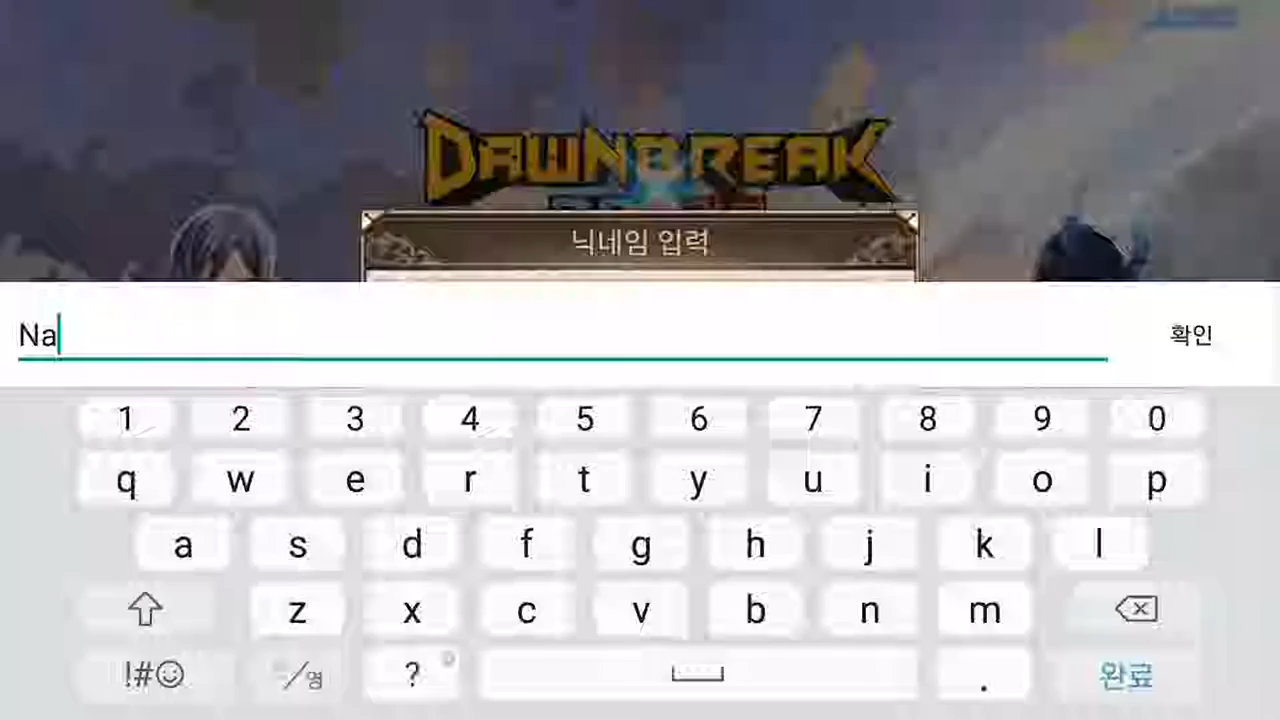 DAWNBREAK
닉네임 입력
Na
확인
1 2 3 4 5 6 7 8 9 0
q w e r t y u i o p
a s d f g h j k l
z x c v b n m
!#☺ /영 ? .
완료